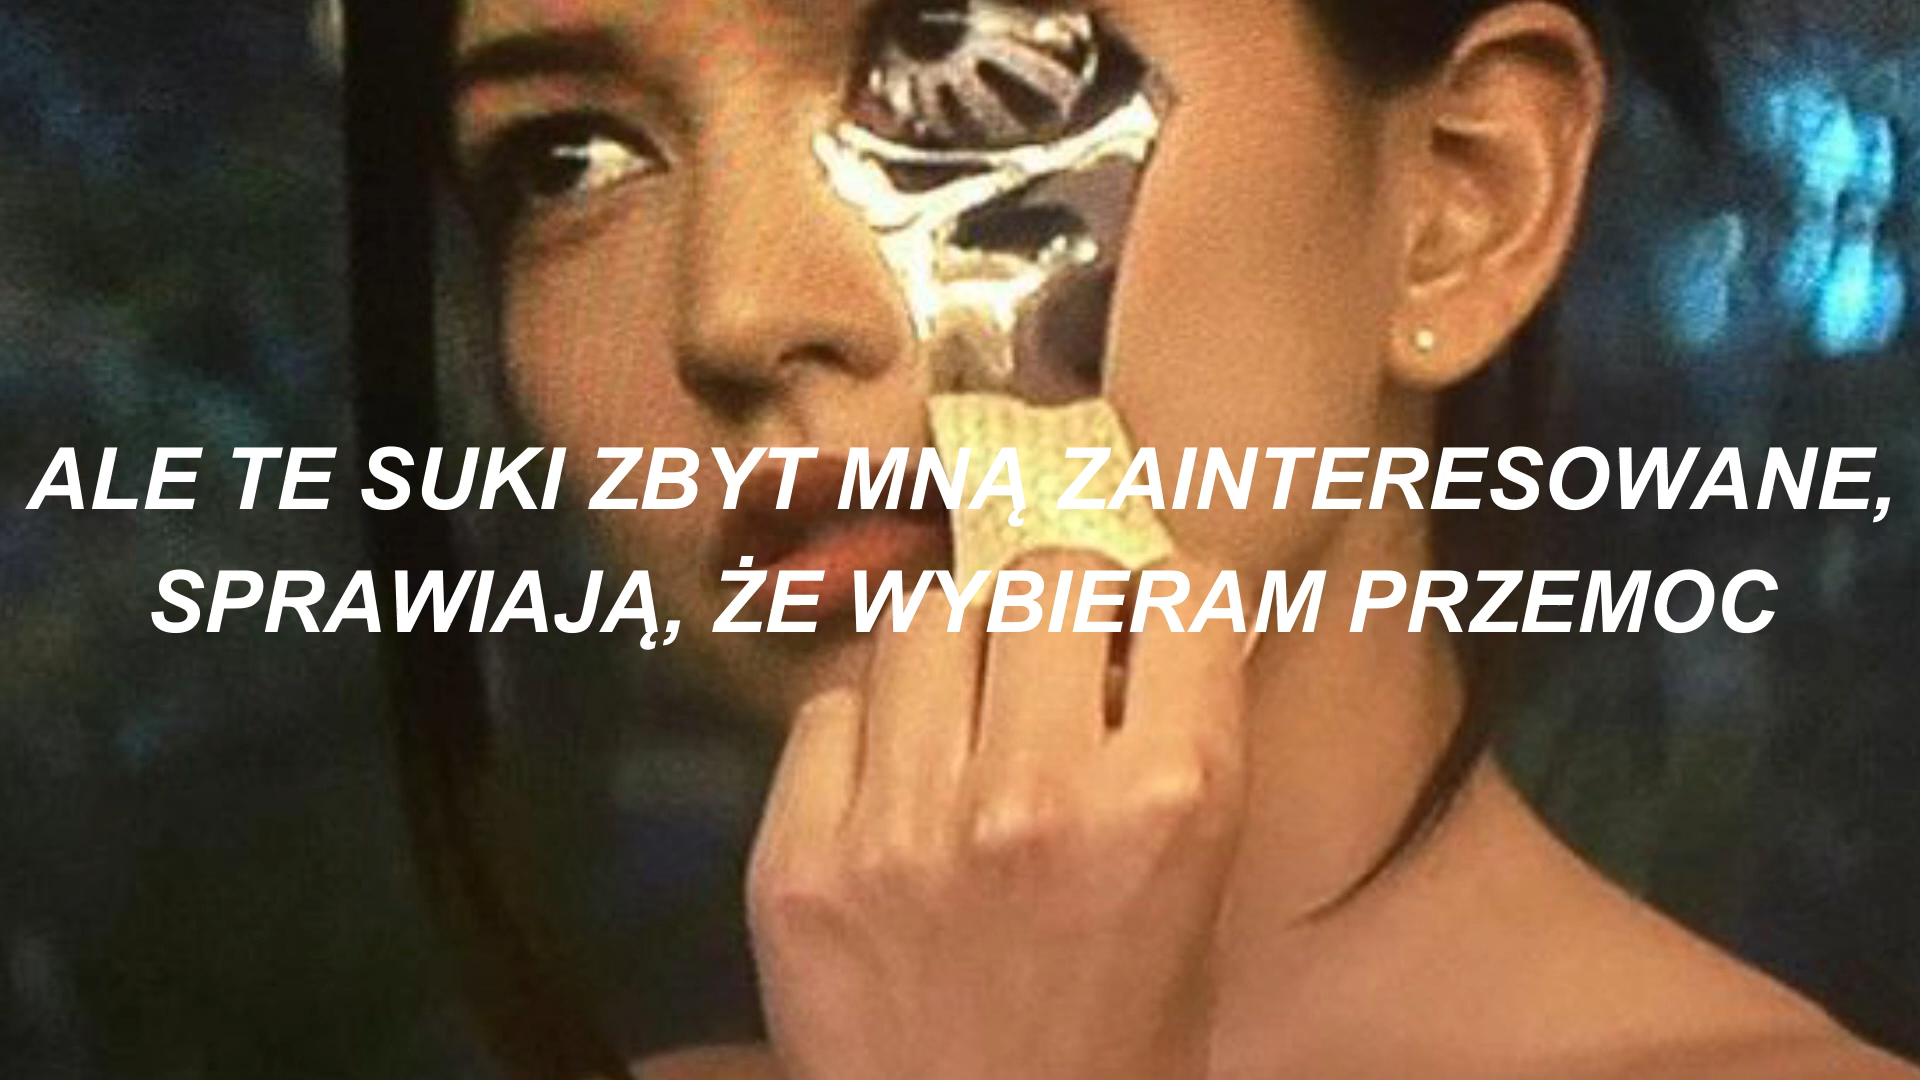 ALE TE SUKI ZBYT MNĄ ZAINTERESOWANE,
SPRAWIAJĄ, ŻE WYBIERAM PRZEMOC